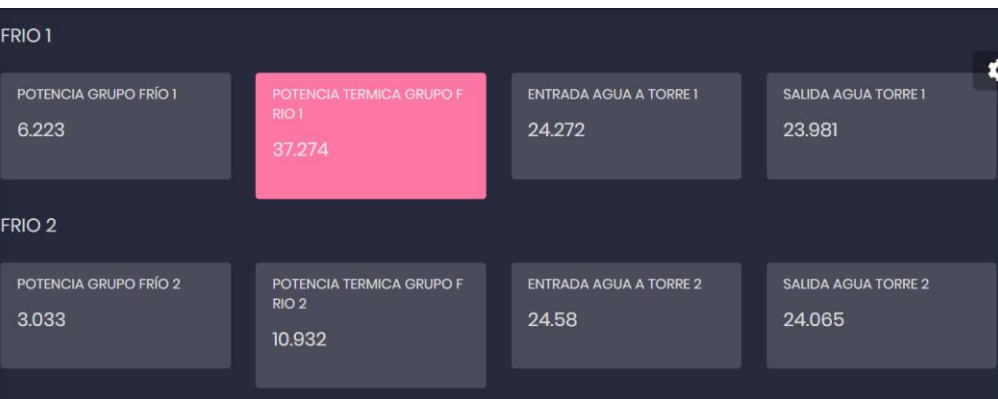 FRIO 1
POTENCIA GRUPO FRÍO 1
6.223
POTENCIA TERMICA GRUPO F
RIO 1
37.274
ENTRADA AGUA A TORRE 1
24.272
SALIDA AGUA TORRE 1
23.981
FRIO 2
POTENCIA GRUPO FRÍO 2
3.033
POTENCIA TERMICA GRUPO F
RIO 2
10.932
ENTRADA AGUA A TORRE 2
24.58
SALIDA AGUA TORRE 2
24.065